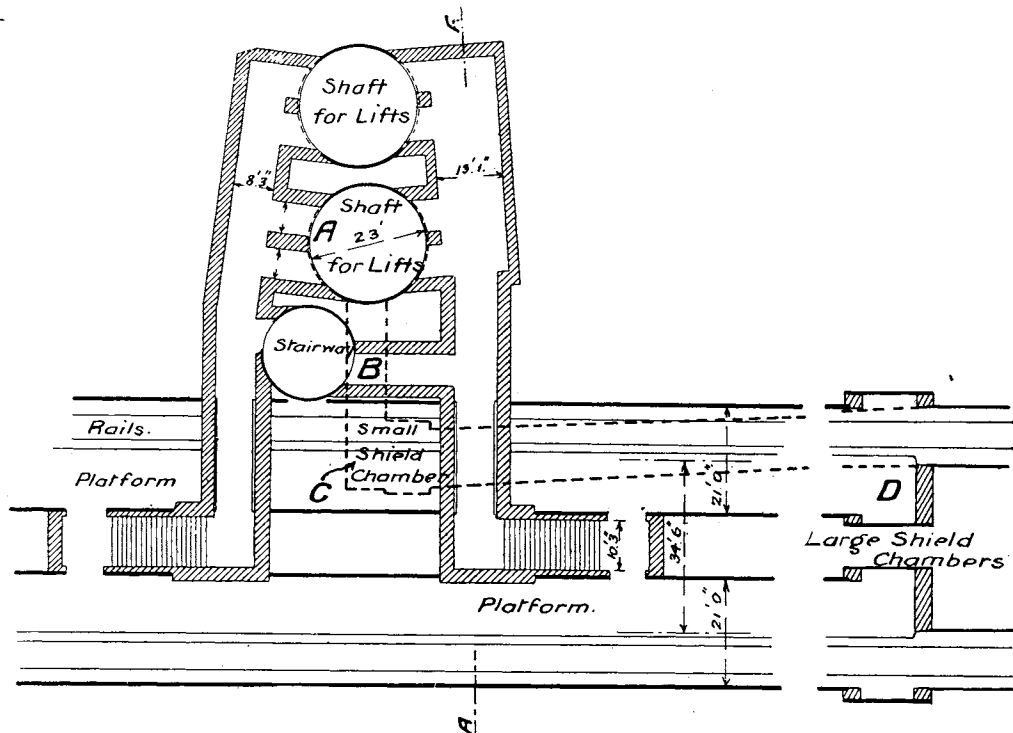 Shaft
for Lifts
8'.3"
13'.1."
Shaft
A
23'
for Lifts
Stairway
B
Rails.
Small
Shield
Chamber
C
Platform
21'0"
34'6"
10'.3"
D
Large Shield
Chambers
Platform.
21'0"
A